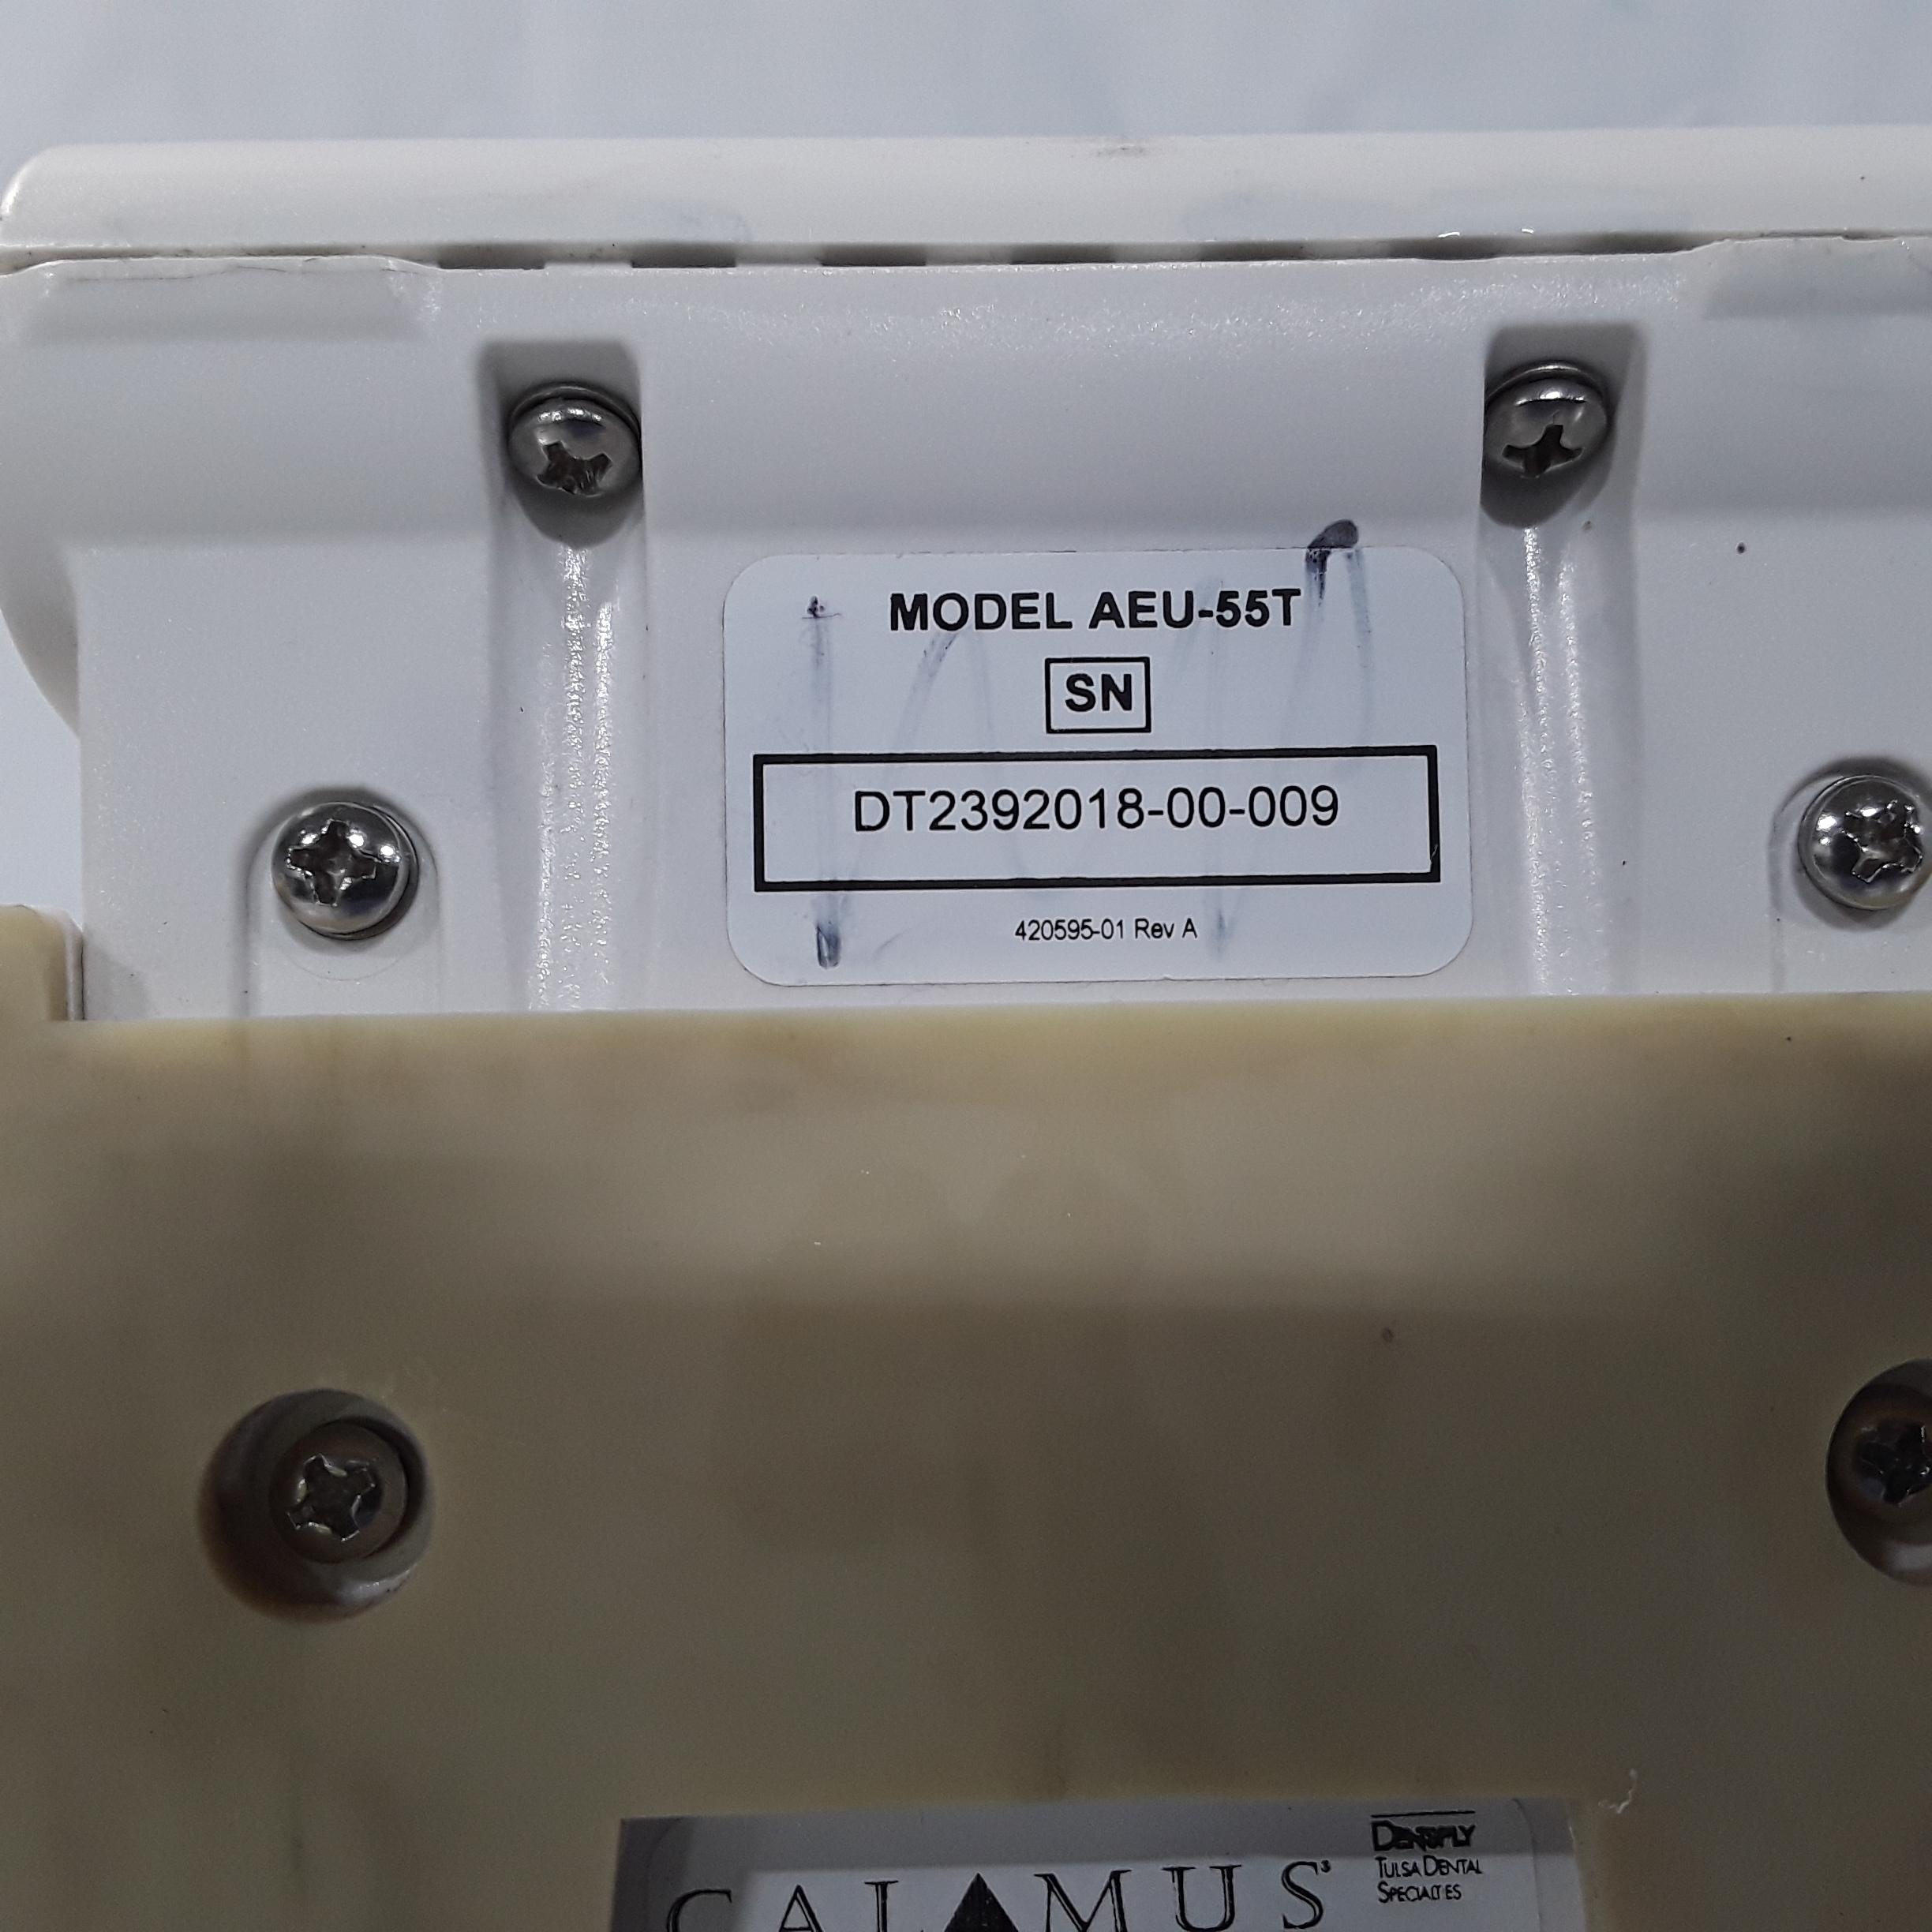 MODEL AEU-55T
SN
DT2392018-00-009
420595-01 Rev A
DENTSPLY
TULSA DENTAL
SPECIALTIES
CALAMUS